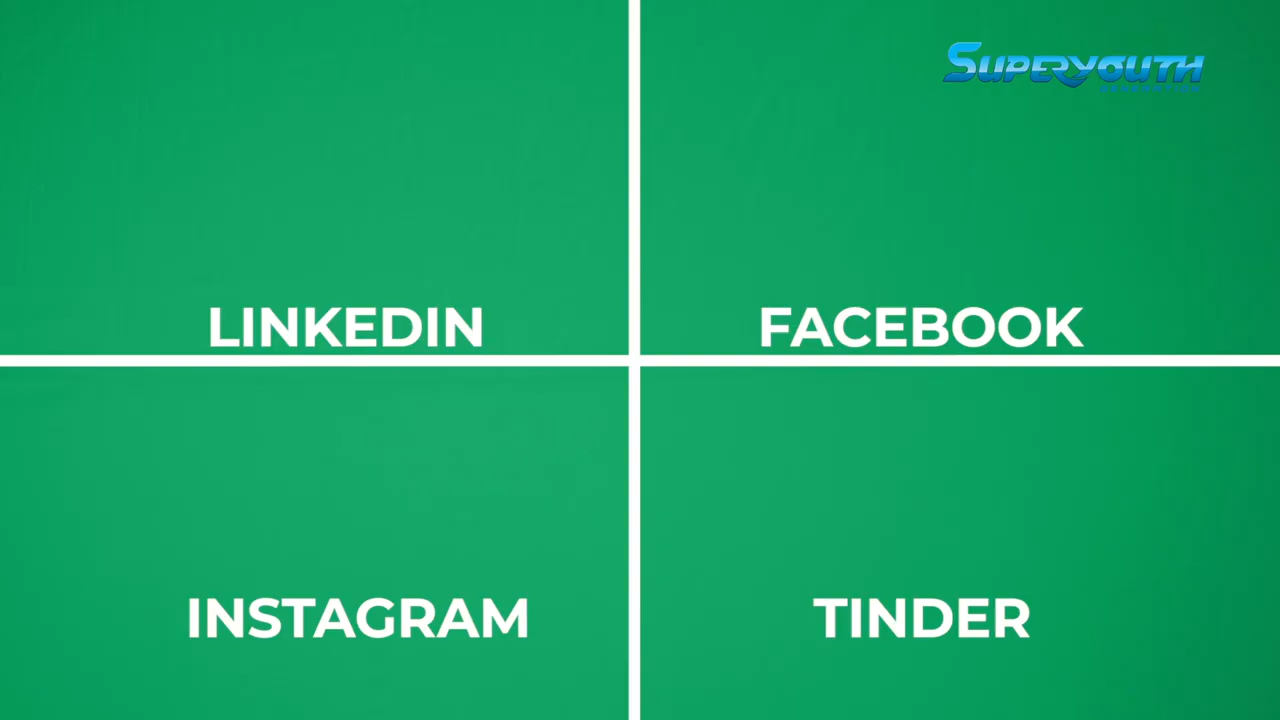 SUPERYOUTH
LINKEDIN
FACEBOOK
INSTAGRAM
TINDER